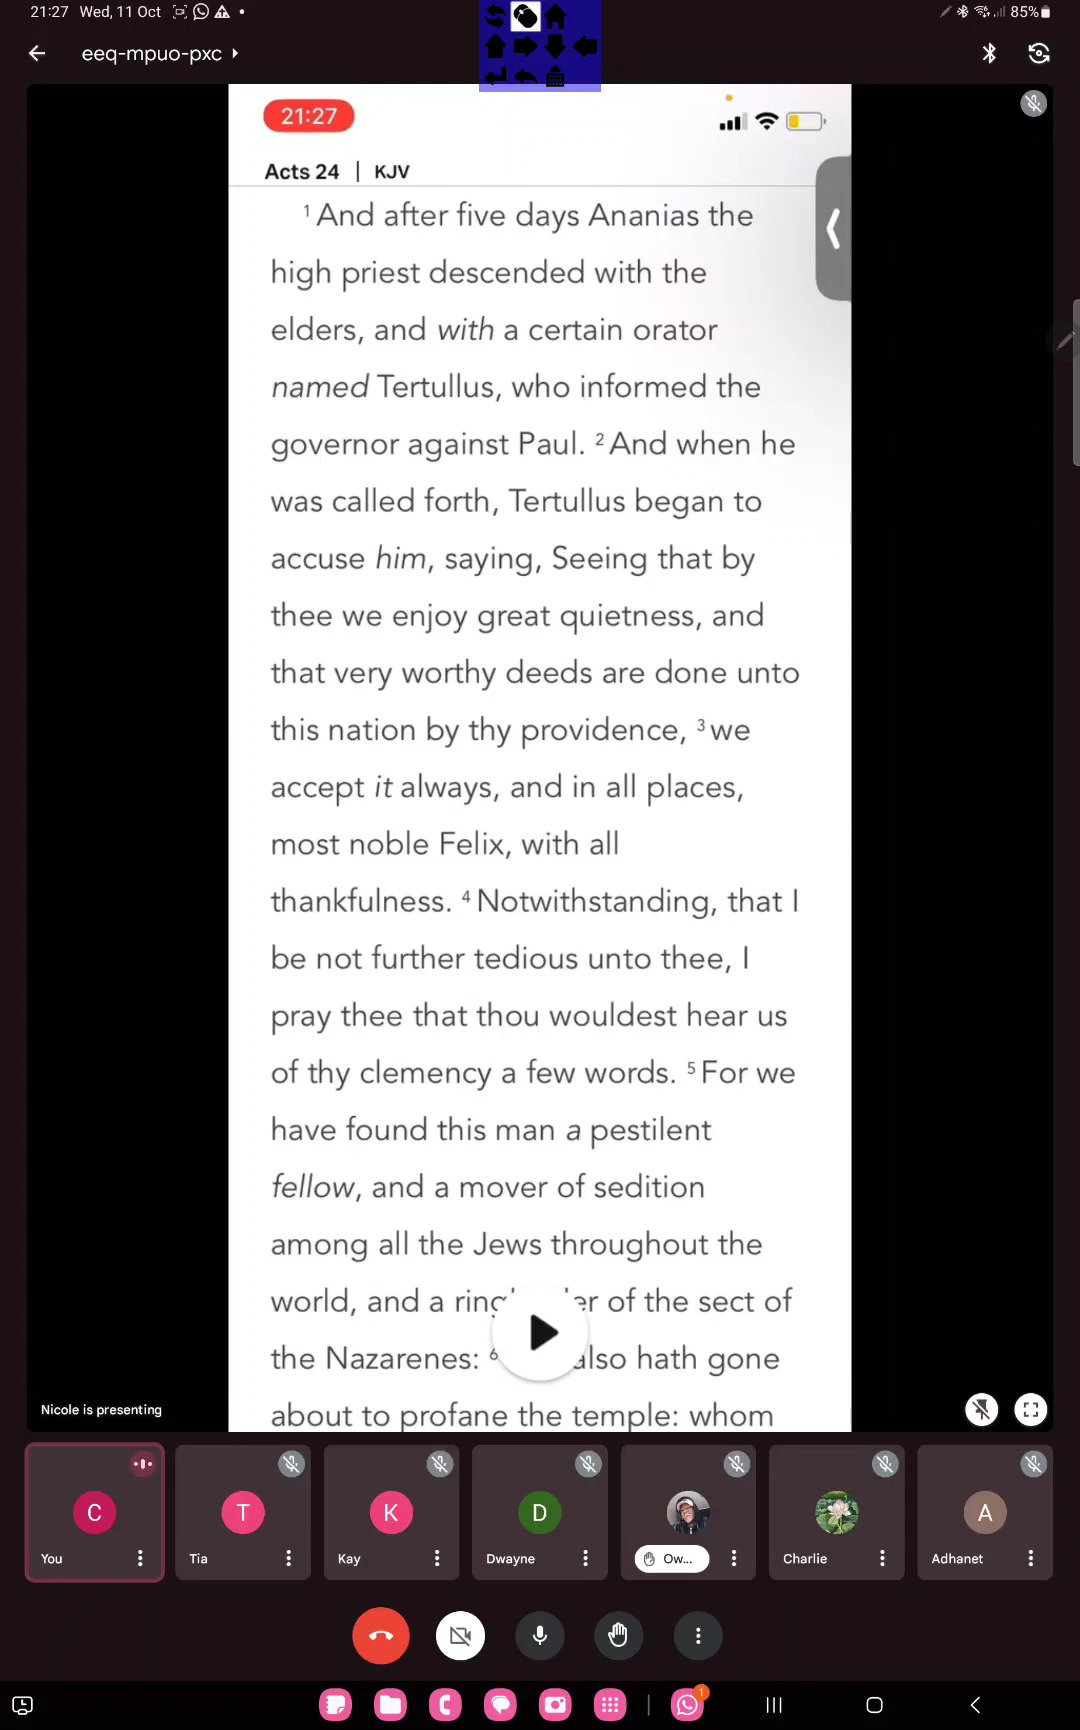 21:27 Wed, 11 Oct
85%
eeq-mpuo-pxc
21:27
Acts 24 | KJV
1 And after five days Ananias the
high priest descended with the
elders, and with a certain orator
named Tertullus, who informed the
governor against Paul. 2 And when he
was called forth, Tertullus began to
accuse him, saying, Seeing that by
thee we enjoy great quietness, and
that very worthy deeds are done unto
this nation by thy providence, 3 we
accept it always, and in all places,
most noble Felix, with all
thankfulness. 4 Notwithstanding, that I
be not further tedious unto thee, I
pray thee that thou wouldest hear us
of thy clemency a few words. 5 For we
have found this man a pestilent
fellow, and a mover of sedition
among all the Jews throughout the
world, and a er of the sect of
the Nazarenes: 6 also hath gone
about to profane the temple: whom
Nicole is presenting
C
T
K
D
A
You
Tia
Kay
Dwayne
Ow...
Charlie
Adhanet
1